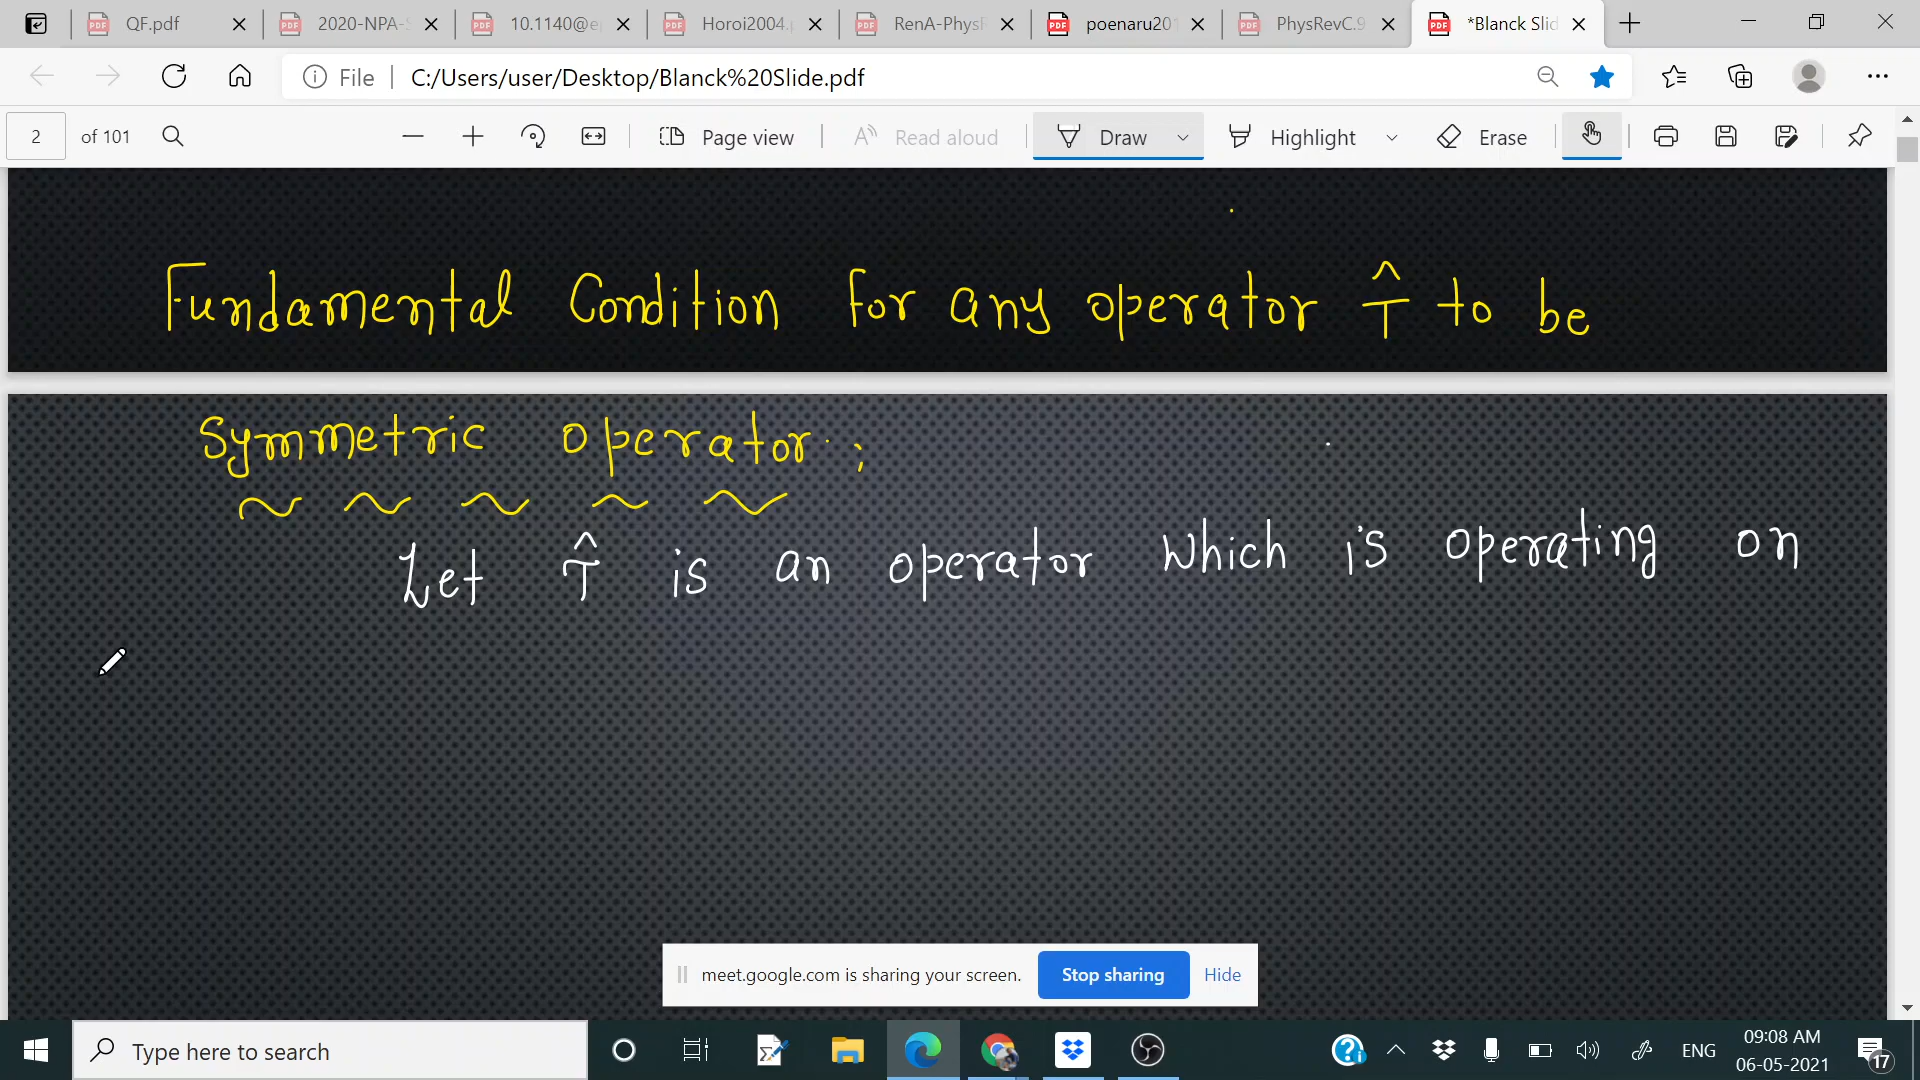 QF.pdf 2020-NPA-S 10.1140@e Horoi2004. RenA-PhysR poenaru201 PhysRevC.9 *Blanck Slid
File C:/Users/user/Desktop/Blanck%20Slide.pdf
2 of 101 Page view Read aloud Draw Highlight Erase
Fundamental Condition for any operator T̂ to be
Symmetric operator :
Let T̂ is an operator which is operating on
meet.google.com is sharing your screen. Stop sharing Hide
Type here to search ENG 09:08 AM
06-05-2021 17